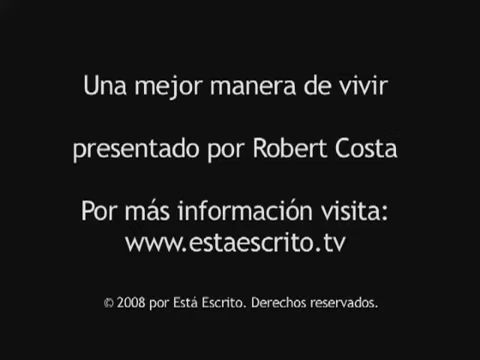 Una mejor manera de vivir
presentado por Robert Costa
Por más información visita:
www.estaescrito.tv
© 2008 por Está Escrito. Derechos reservados.